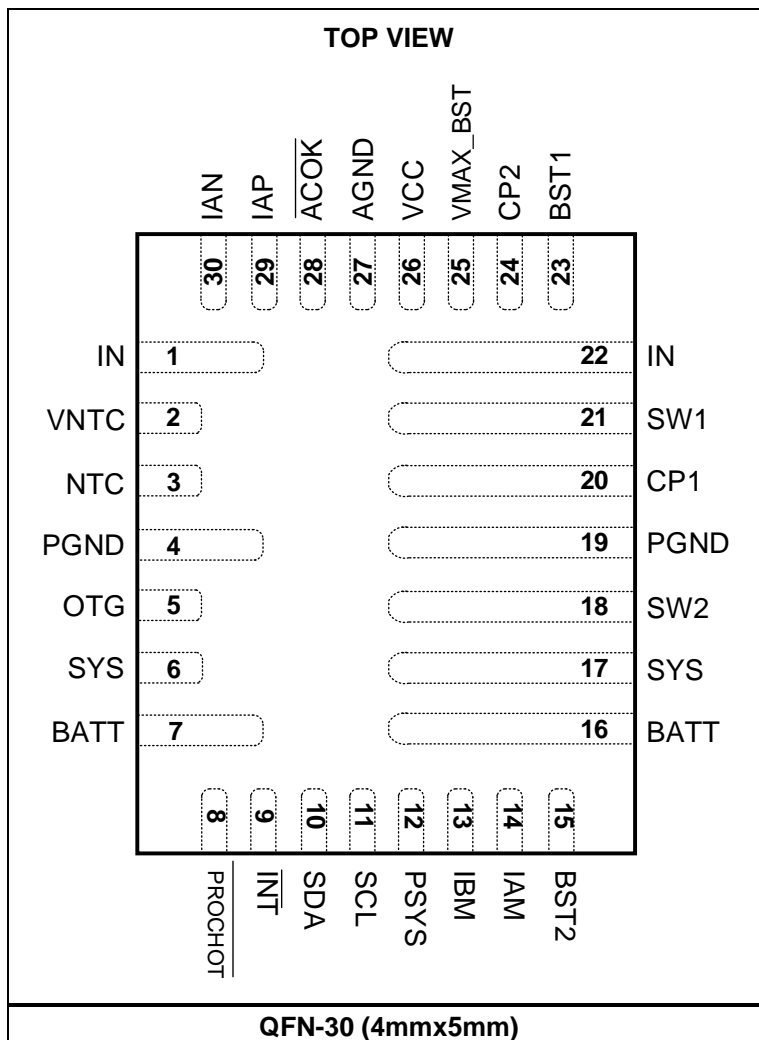 TOP VIEW
IAN
IAP
ACOK
AGND
VCC
VMAX_BST
CP2
BST1
30
29
28
27
26
25
24
23
IN 1 22 IN
VNTC 2 21 SW1
NTC 3 20 CP1
PGND 4 19 PGND
OTG 5 18 SW2
SYS 6 17 SYS
BATT 7 16 BATT
8
9
10
11
12
13
14
15
PROCHOT
INT
SDA
SCL
PSYS
IBM
IAM
BST2
QFN-30 (4mmx5mm)